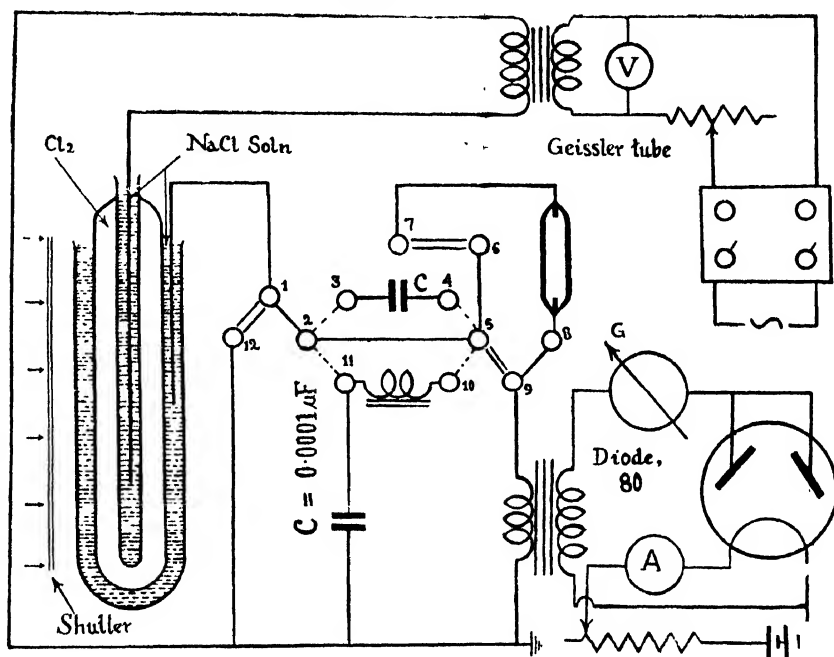 V
Cl₂
NaCl Soln
Geissler tube
7
6
3
C
4
1
2
5
8
12
11
10
9
G
C = 0.0001 μF
Diode,
80
A
Shutter